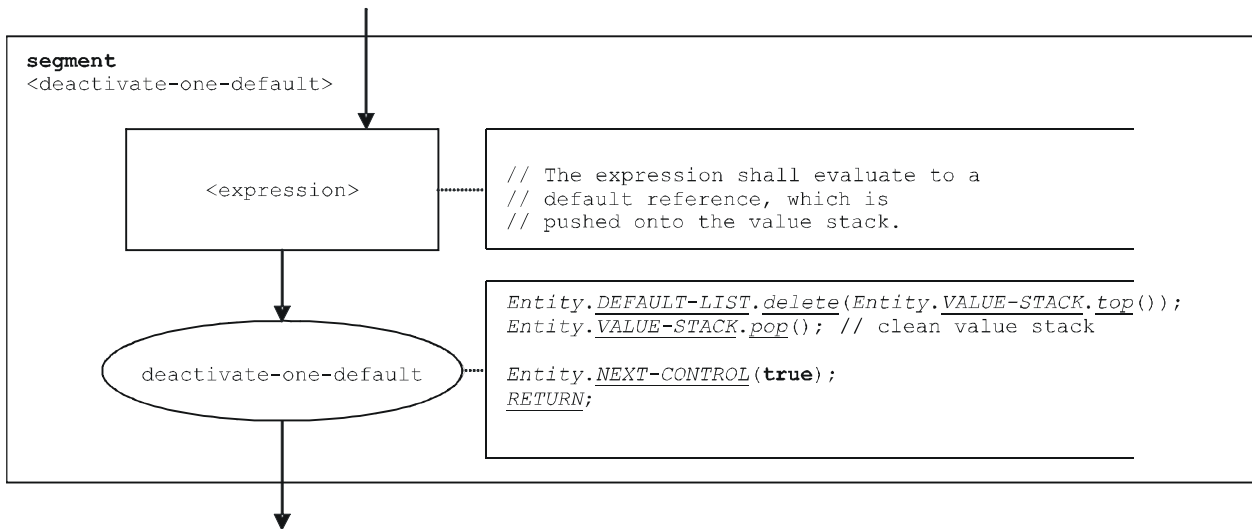 segment
<deactivate-one-default>
<expression>
// The expression shall evaluate to a
// default reference, which is
// pushed onto the value stack.
deactivate-one-default
Entity.DEFAULT-LIST.delete(Entity.VALUE-STACK.top());
Entity.VALUE-STACK.pop(); // clean value stack
Entity.NEXT-CONTROL(true);
RETURN;